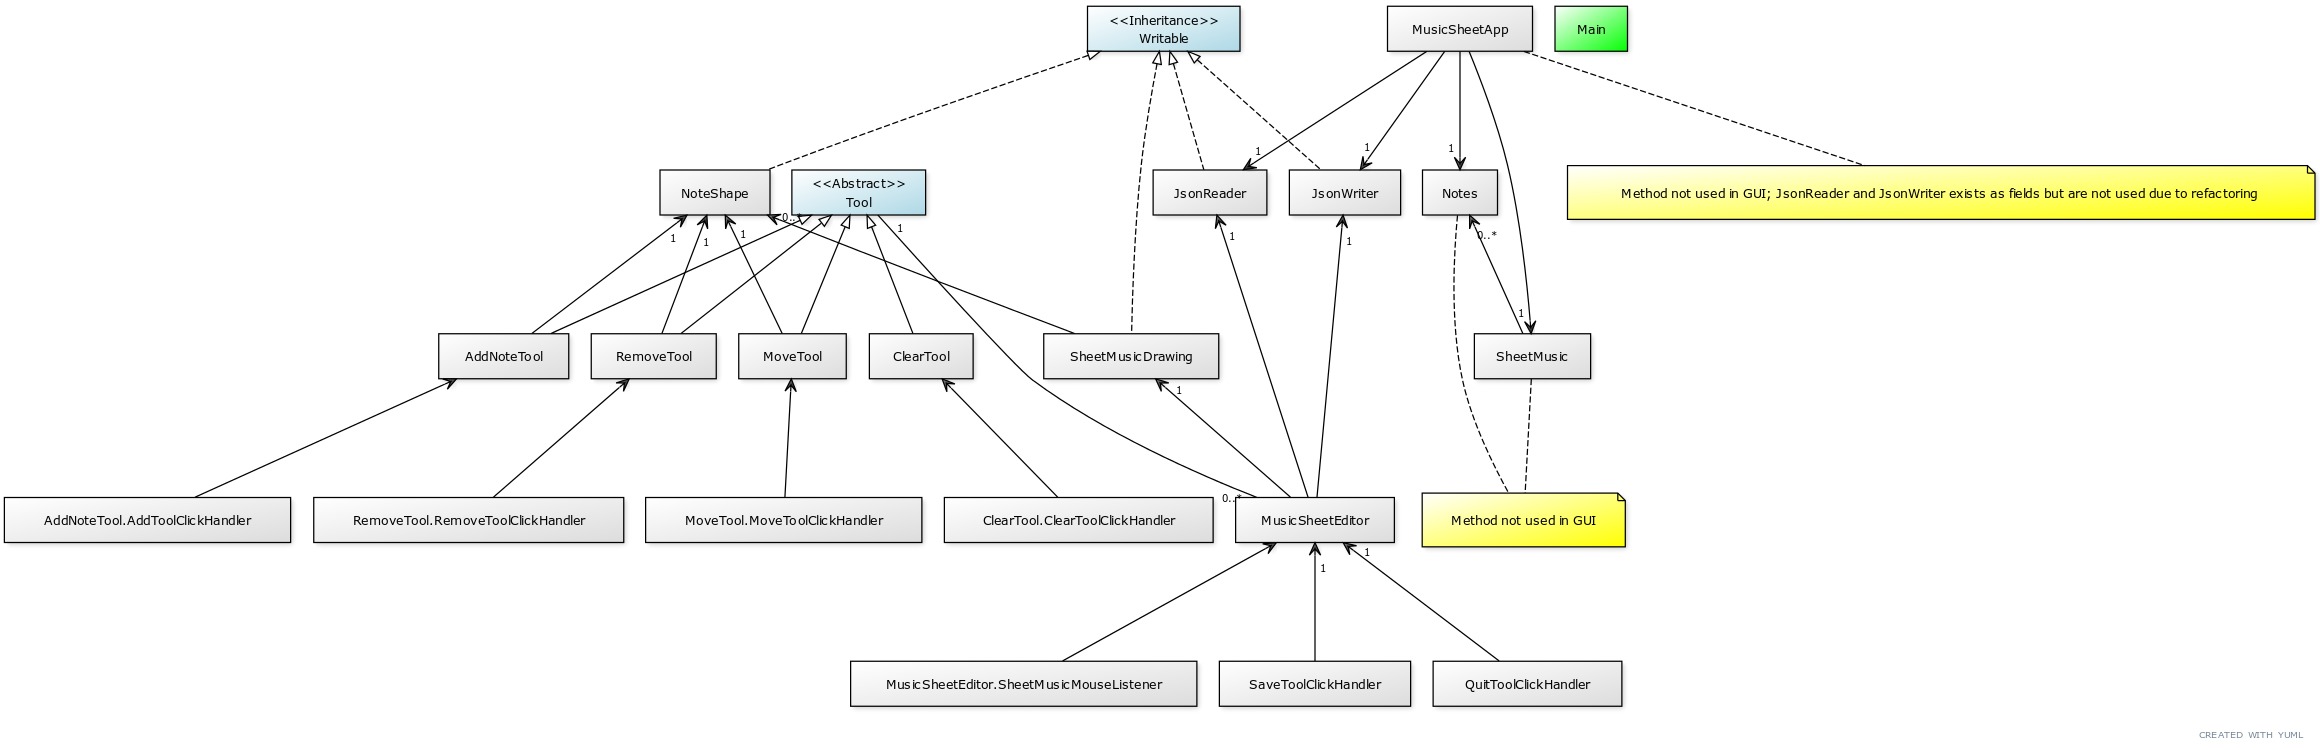 <<Inheritance>>
Writable
MusicSheetApp
Main
1
1
1
NoteShape
<<Abstract>>
Tool
JsonReader
JsonWriter
Notes
Method not used in GUI; JsonReader and JsonWriter exists as fields but are not used due to refactoring
0..*
1
1
1
1
1
1
0..*
1
AddNoteTool
RemoveTool
MoveTool
ClearTool
SheetMusicDrawing
SheetMusic
1
0..*
AddNoteTool.AddToolClickHandler
RemoveTool.RemoveToolClickHandler
MoveTool.MoveToolClickHandler
ClearTool.ClearToolClickHandler
MusicSheetEditor
Method not used in GUI
1
1
MusicSheetEditor.SheetMusicMouseListener
SaveToolClickHandler
QuitToolClickHandler
CREATED WITH YUML